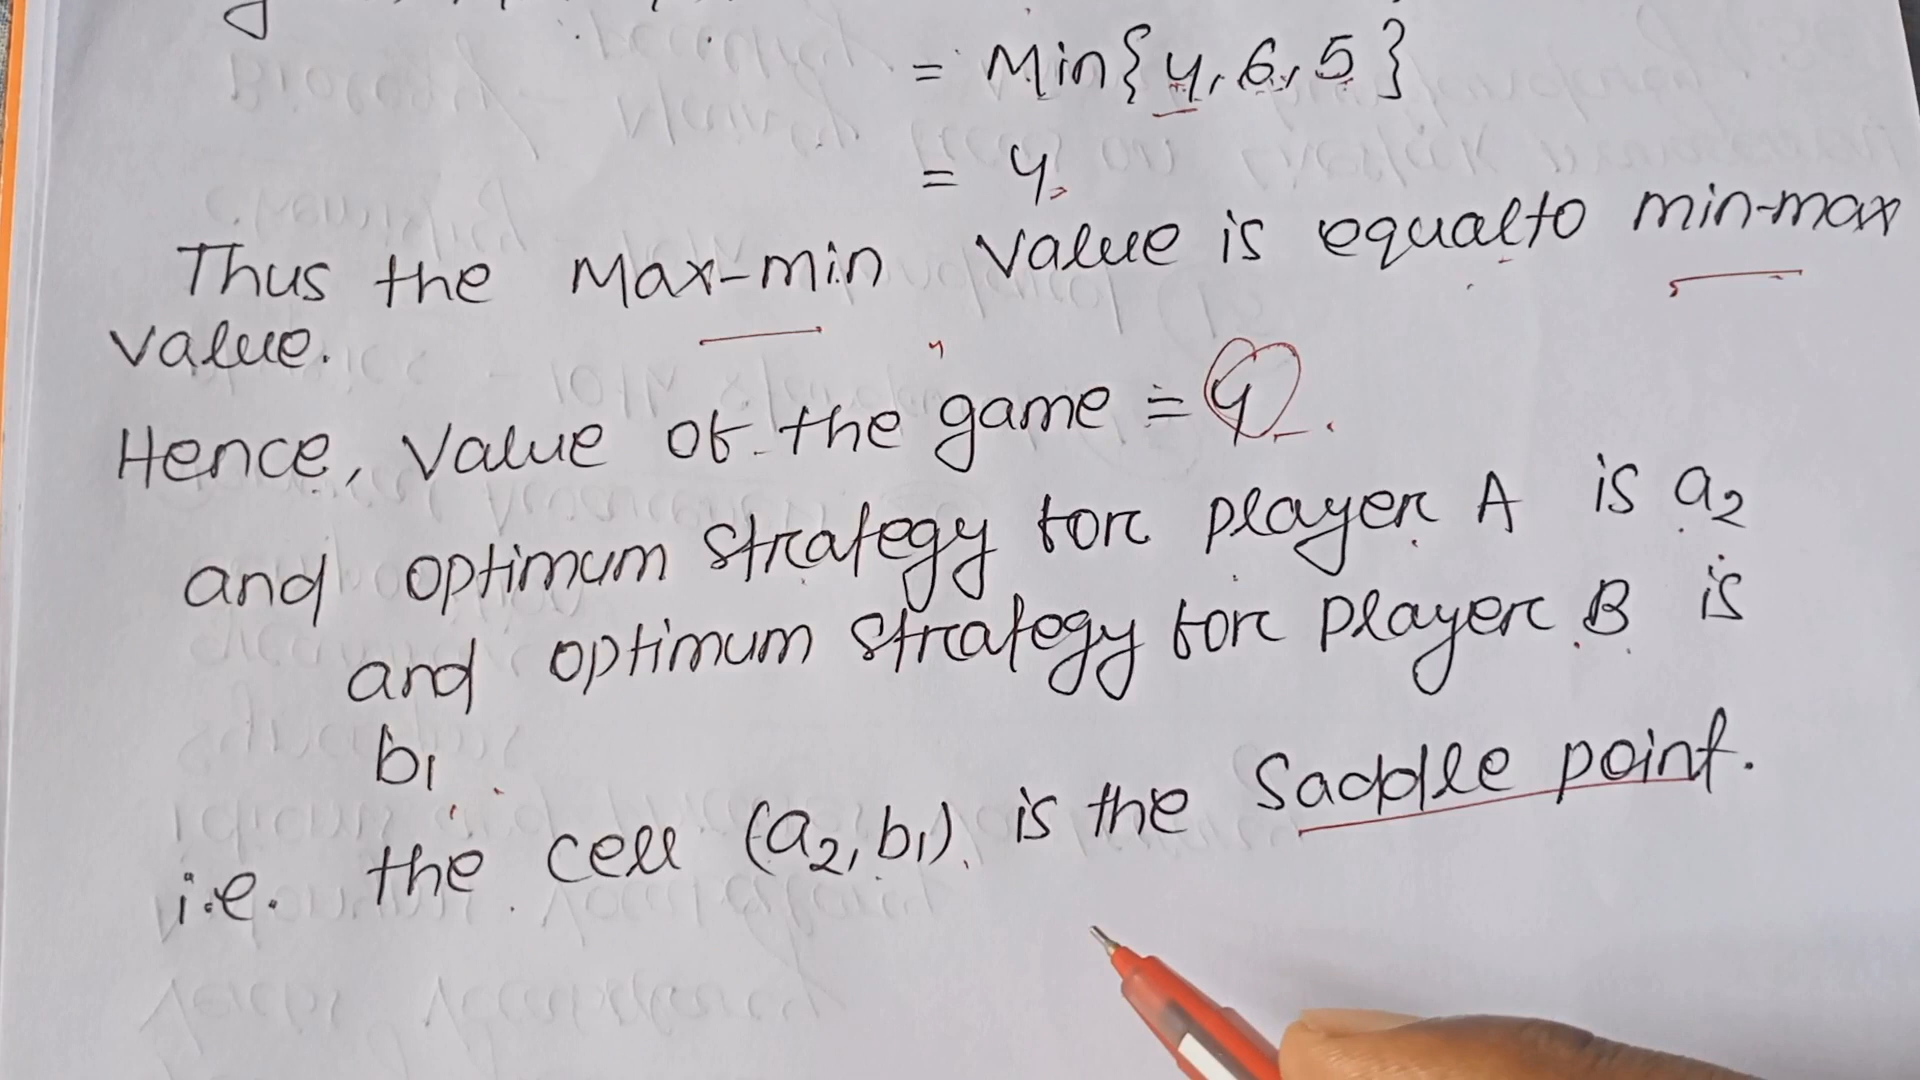 = Min{4, 6, 5}
= 4
Thus the Max-min value is equal to min-max
value.
Hence, Value of the game = 4
and optimum strategy for player A is a₂
and optimum strategy for player B is
b₁
i.e. the cell (a₂, b₁) is the Saddle point.